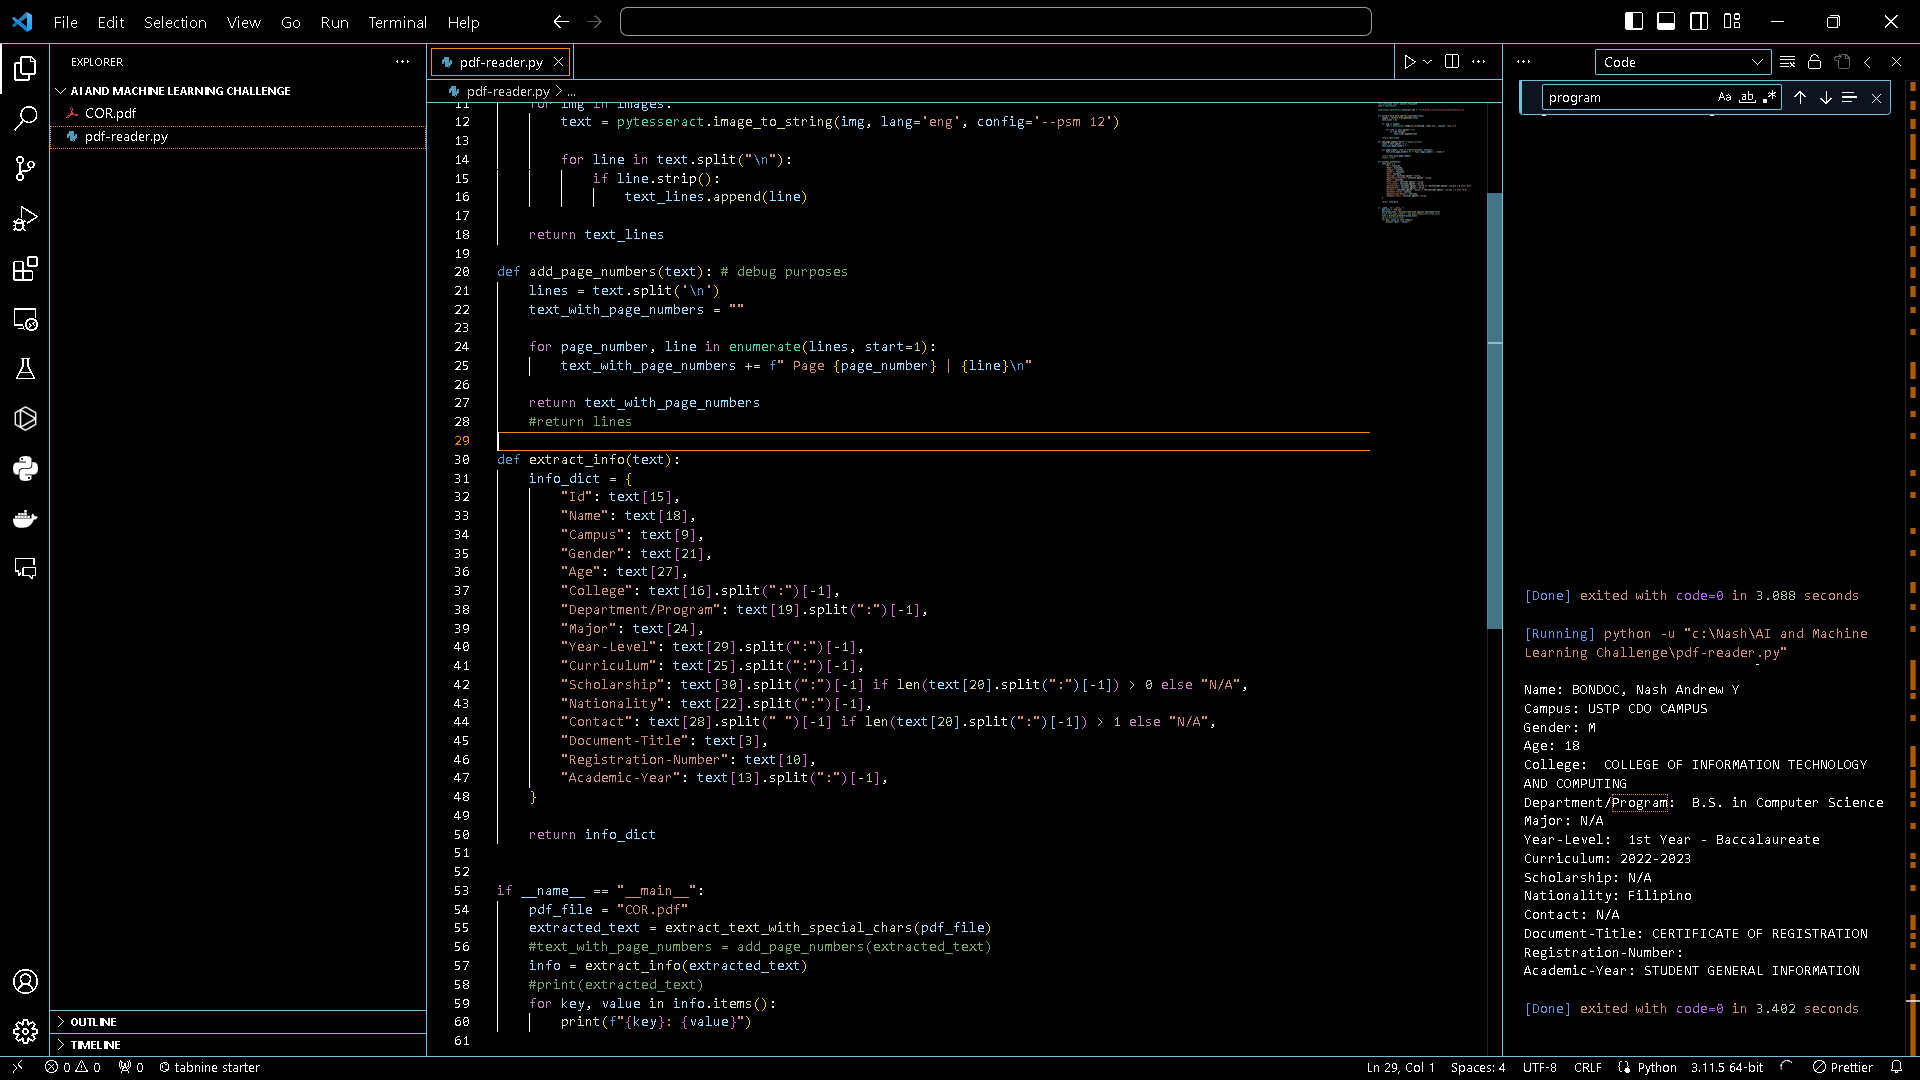 File Edit Selection View Go Run Terminal Help
EXPLORER
AI AND MACHINE LEARNING CHALLENGE
COR.pdf
pdf-reader.py
OUTLINE
TIMELINE
pdf-reader.py
pdf-reader.py > ...
11 for img in images:
12 text = pytesseract.image_to_string(img, lang='eng', config='--psm 12')
13
14 for line in text.split("\n"):
15 if line.strip():
16 text_lines.append(line)
17
18 return text_lines
19
20 def add_page_numbers(text): # debug purposes
21 lines = text.split('\n')
22 text_with_page_numbers = ""
23
24 for page_number, line in enumerate(lines, start=1):
25 text_with_page_numbers += f" Page {page_number} | {line}\n"
26
27 return text_with_page_numbers
28 #return lines
29
30 def extract_info(text):
31 info_dict = {
32 "Id": text[15],
33 "Name": text[18],
34 "Campus": text[9],
35 "Gender": text[21],
36 "Age": text[27],
37 "College": text[16].split(":")[-1],
38 "Department/Program": text[19].split(":")[-1],
39 "Major": text[24],
40 "Year-Level": text[29].split(":")[-1],
41 "Curriculum": text[25].split(":")[-1],
42 "Scholarship": text[30].split(":")[-1] if len(text[20].split(":")[-1]) > 0 else "N/A",
43 "Nationality": text[22].split(":")[-1],
44 "Contact": text[28].split(" ")[-1] if len(text[20].split(":")[-1]) > 1 else "N/A",
45 "Document-Title": text[3],
46 "Registration-Number": text[10],
47 "Academic-Year": text[13].split(":")[-1],
48 }
49
50 return info_dict
51
52
53 if __name__ == "__main__":
54 pdf_file = "COR.pdf"
55 extracted_text = extract_text_with_special_chars(pdf_file)
56 #text_with_page_numbers = add_page_numbers(extracted_text)
57 info = extract_info(extracted_text)
58 #print(extracted_text)
59 for key, value in info.items():
60 print(f"{key}: {value}")
61
Code
program
Aa ab .*
[Done] exited with code=0 in 3.088 seconds
[Running] python -u "c:\Nash\AI and Machine
Learning Challenge\pdf-reader.py"
Name: BONDOC, Nash Andrew Y
Campus: USTP CDO CAMPUS
Gender: M
Age: 18
College: COLLEGE OF INFORMATION TECHNOLOGY
AND COMPUTING
Department/Program: B.S. in Computer Science
Major: N/A
Year-Level: 1st Year - Baccalaureate
Curriculum: 2022-2023
Scholarship: N/A
Nationality: Filipino
Contact: N/A
Document-Title: CERTIFICATE OF REGISTRATION
Registration-Number:
Academic-Year: STUDENT GENERAL INFORMATION
[Done] exited with code=0 in 3.402 seconds
0 0 0 tabnine starter
Ln 29, Col 1 Spaces: 4 UTF-8 CRLF Python 3.11.5 64-bit Prettier